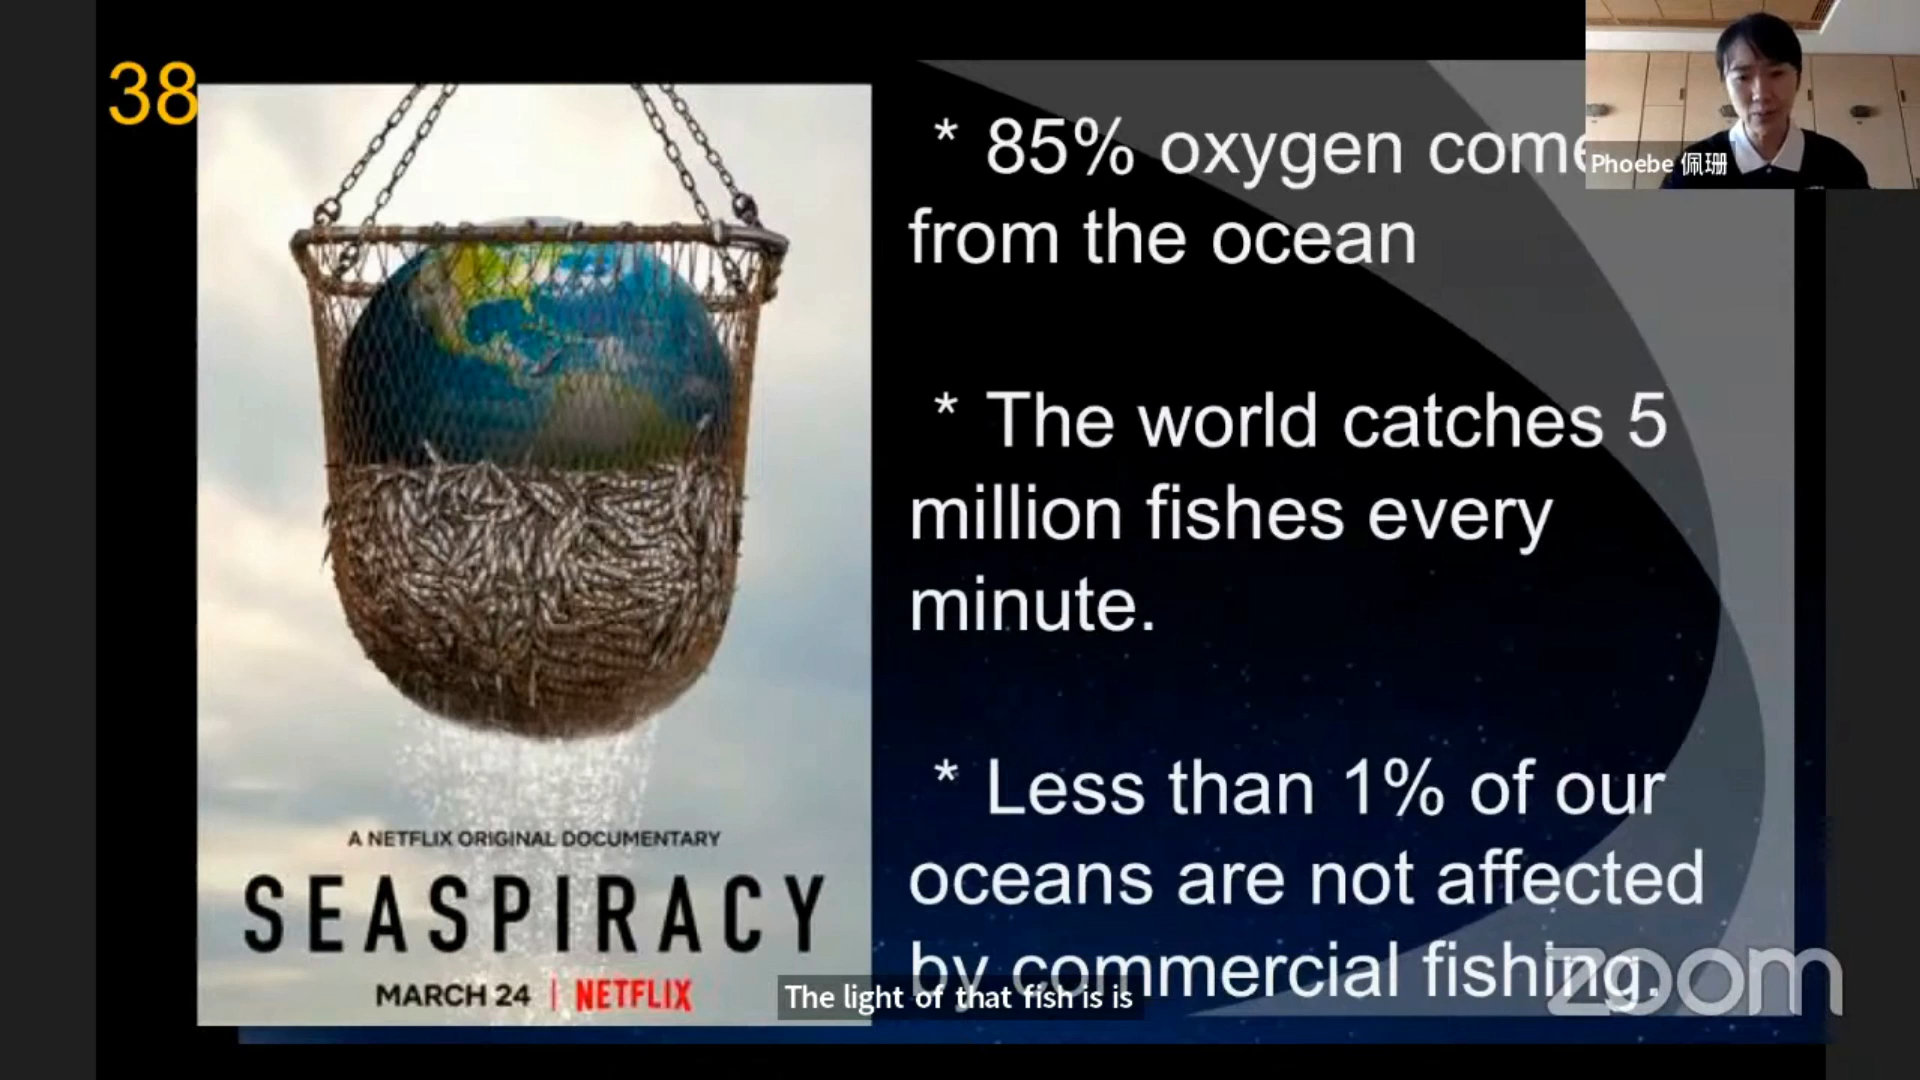 38
* 85% oxygen come
from the ocean
* The world catches 5
million fishes every
minute.
* Less than 1% of our
oceans are not affected
by commercial fishing.
A NETFLIX ORIGINAL DOCUMENTARY
SEASPIRACY
MARCH 24 | NETFLIX
Phoebe 佩珊
The light of that fish is is
zoom